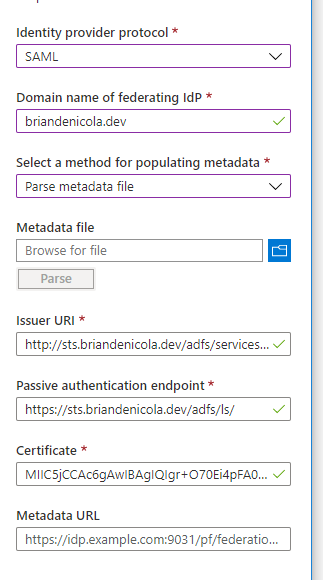 Identity provider protocol *
SAML
Domain name of federating IdP *
briandenicola.dev
Select a method for populating metadata *
Parse metadata file
Metadata file
Browse for file
Parse
Issuer URI *
http://sts.briandenicola.dev/adfs/services...
Passive authentication endpoint *
https://sts.briandenicola.dev/adfs/ls/
Certificate *
MIIC5jCCAc6gAwIBAgIQIgr+O70Ei4pFA0...
Metadata URL
https://idp.example.com:9031/pf/federatio...